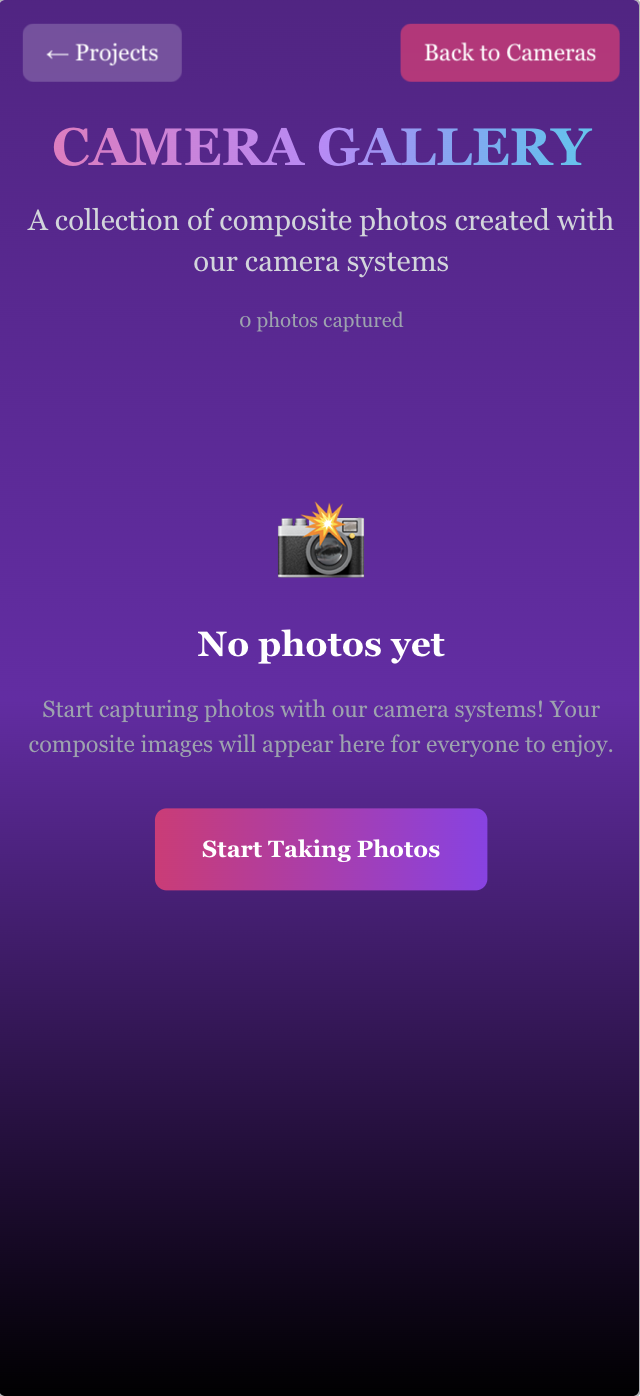 ← Projects
Back to Cameras
CAMERA GALLERY
A collection of composite photos created with
our camera systems
0 photos captured
No photos yet
Start capturing photos with our camera systems! Your
composite images will appear here for everyone to enjoy.
Start Taking Photos